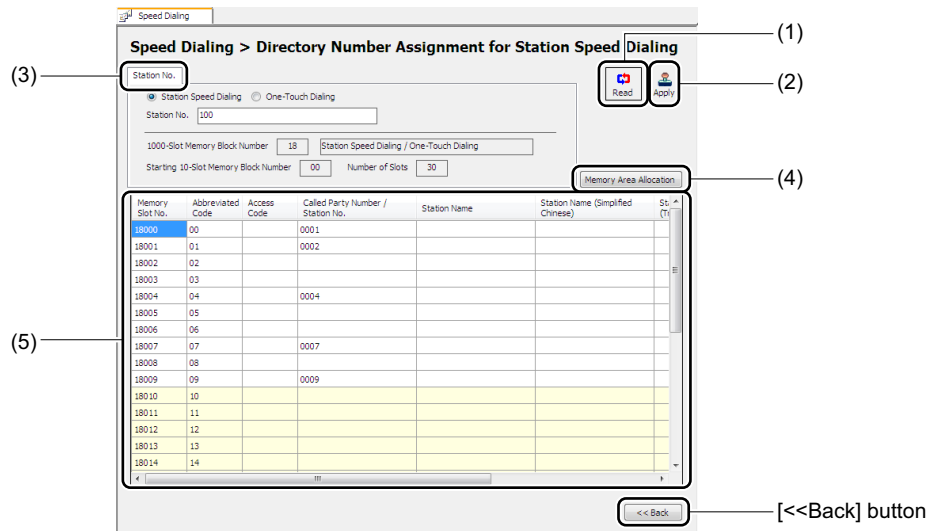 Speed Dialing
Speed Dialing > Directory Number Assignment for Station Speed Dialing
(1)
(3)
Station No.
Read
Apply
(2)
Station Speed Dialing One-Touch Dialing
Station No. 100
1000-Slot Memory Block Number 18 Station Speed Dialing / One-Touch Dialing
Starting 10-Slot Memory Block Number 00 Number of Slots 30
Memory Area Allocation
(4)
Memory Slot No. Abbreviated Code Access Code Called Party Number / Station No. Station Name Station Name (Simplified Chinese)
18000 00 0001
18001 01 0002
18002 02
18003 03
18004 04 0004
18005 05
18006 06
(5)
18007 07 0007
18008 08
18009 09 0009
18010 10
18011 11
18012 12
18013 13
18014 14
<< Back
[<<Back] button